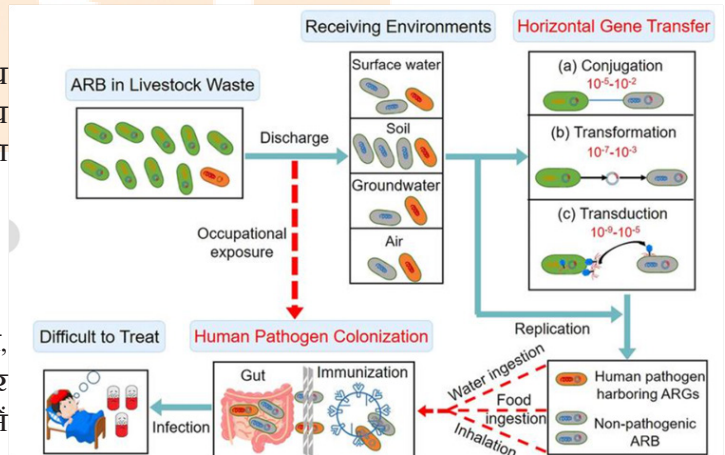 Receiving Environments
Horizontal Gene Transfer
ARB in Livestock Waste
Discharge
Surface water
Soil
Groundwater
Air
(a) Conjugation
10-5-10-2
(b) Transformation
10-7-10-3
(c) Transduction
10-9-10-5
Occupational
exposure
Replication
Difficult to Treat
Human Pathogen Colonization
Infection
Gut
Immunization
Water ingestion
Food
ingestion
Inhalation
Human pathogen
harboring ARGs
Non-pathogenic
ARB